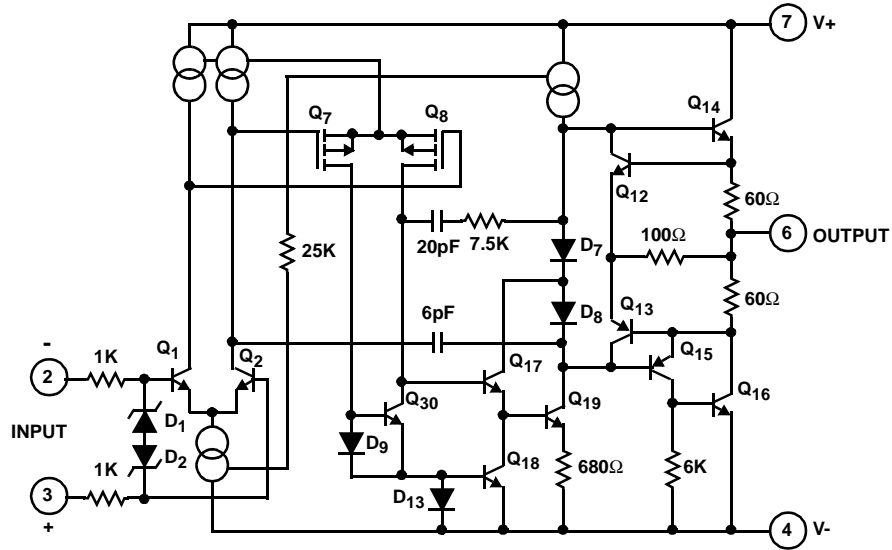 7 V+
Q7
Q8
Q14
Q12
60Ω
20pF
7.5K
D7
100Ω
6 OUTPUT
25K
60Ω
6pF
D8
Q13
-
Q1
Q2
Q17
Q15
2
1K
Q30
Q19
Q16
INPUT
D1
D9
D2
Q18
680Ω
6K
3
1K
D13
+
4 V-